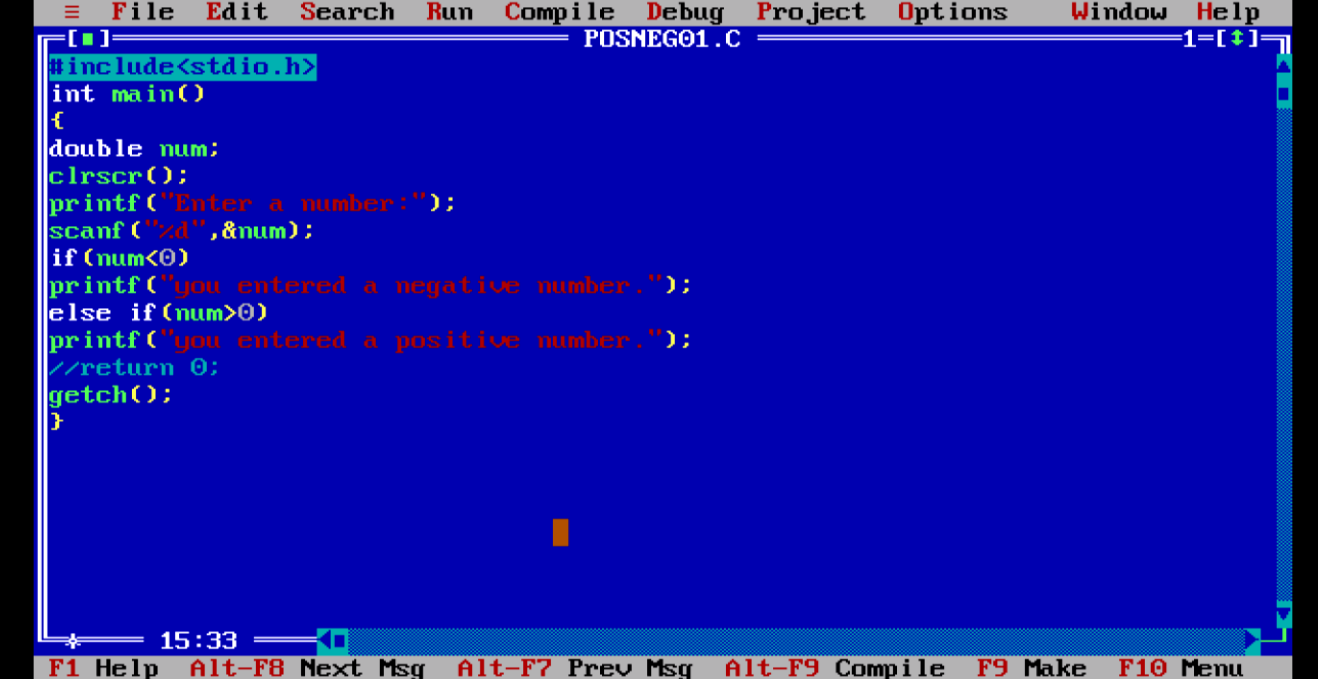 ≡ File Edit Search Run Compile Debug Project Options Window Help
[■] POSNEG01.C 1=[↕]
#include<stdio.h>
int main()
{
double num;
clrscr();
printf("Enter a number:");
scanf("%d",&num);
if(num<0)
printf("you entered a negative number.");
else if(num>0)
printf("you entered a positive number.");
//return 0;
getch();
}
15:33
F1 Help Alt-F8 Next Msg Alt-F7 Prev Msg Alt-F9 Compile F9 Make F10 Menu